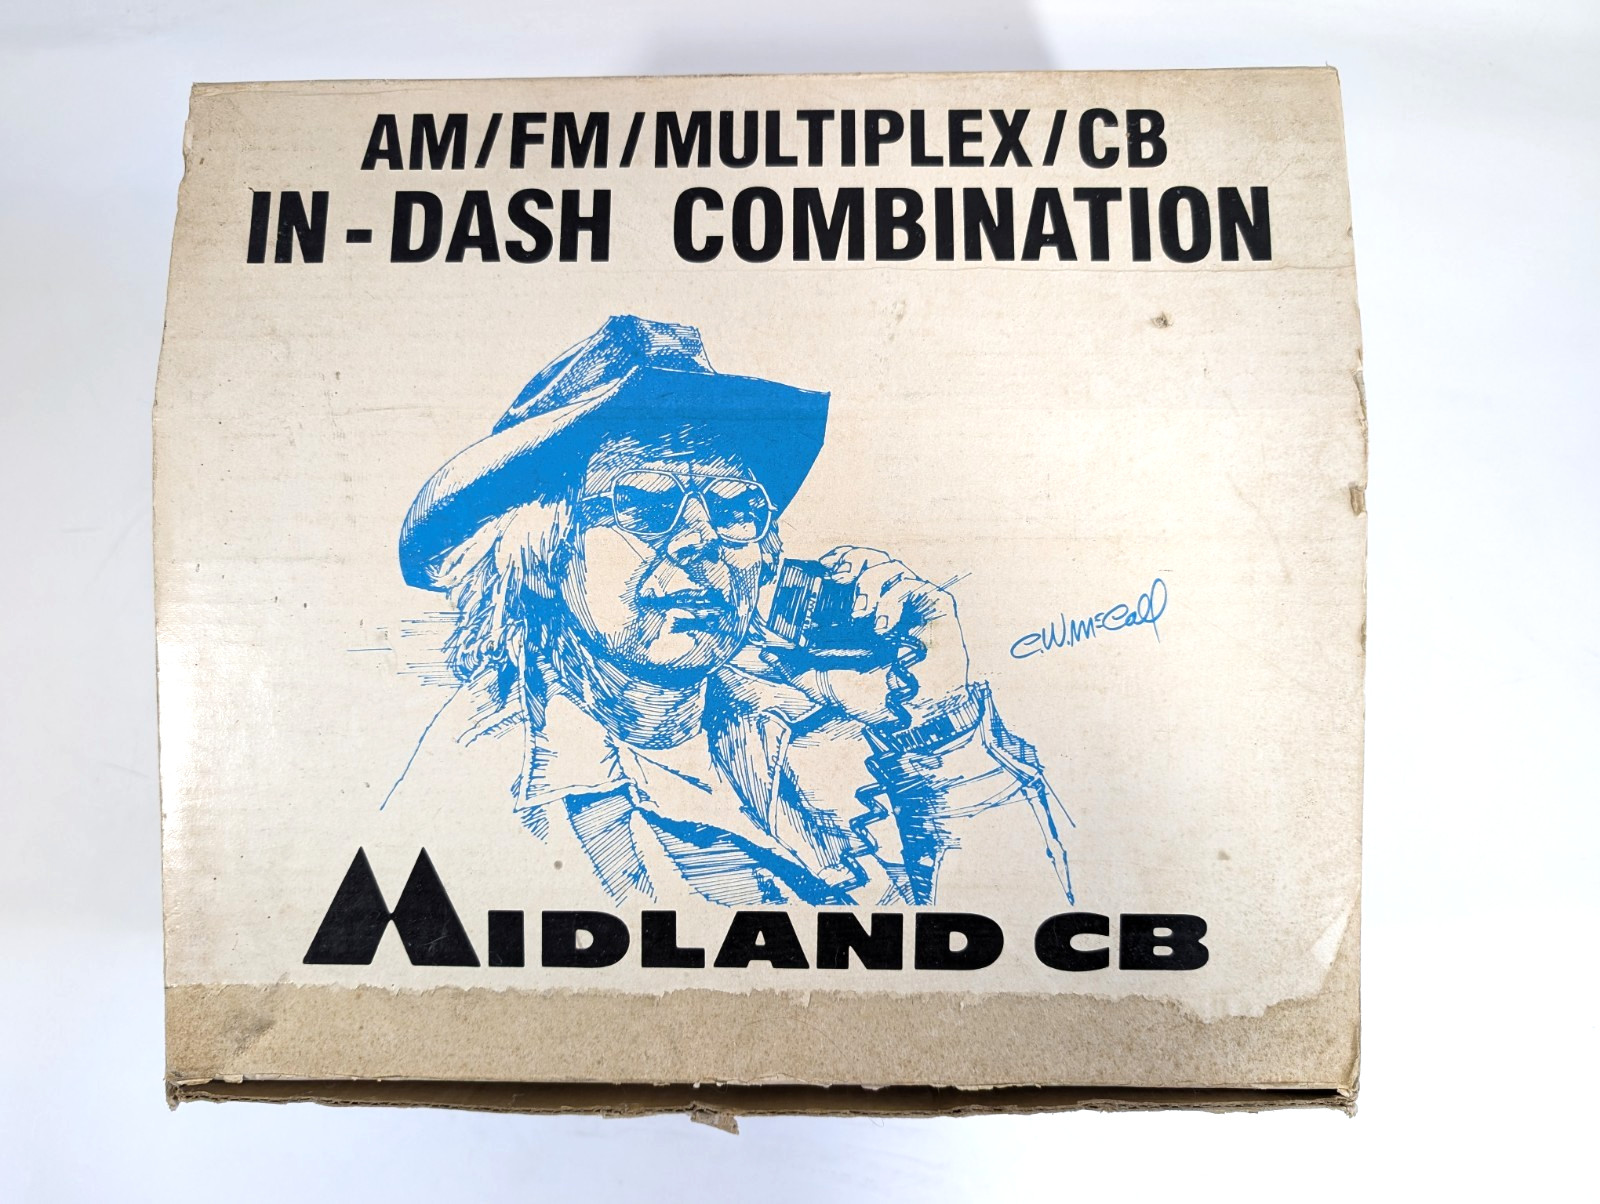 AM/FM/MULTIPLEX/CB
IN-DASH COMBINATION
C.W. McCall
MIDLAND CB